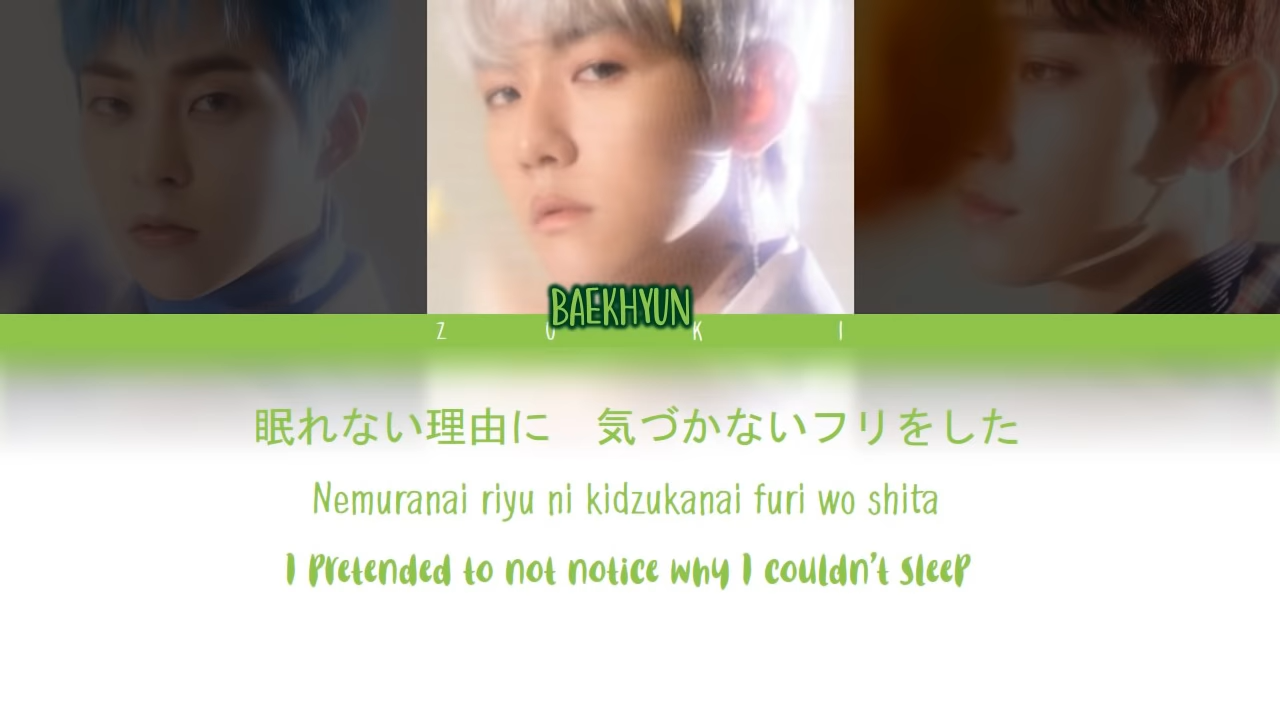 BAEKHYUN
Z U K I
眠れない理由に　気づかないフリをした
Nemuranai riyu ni kidzukanai furi wo shita
I pretended to not notice why I couldn't sleep